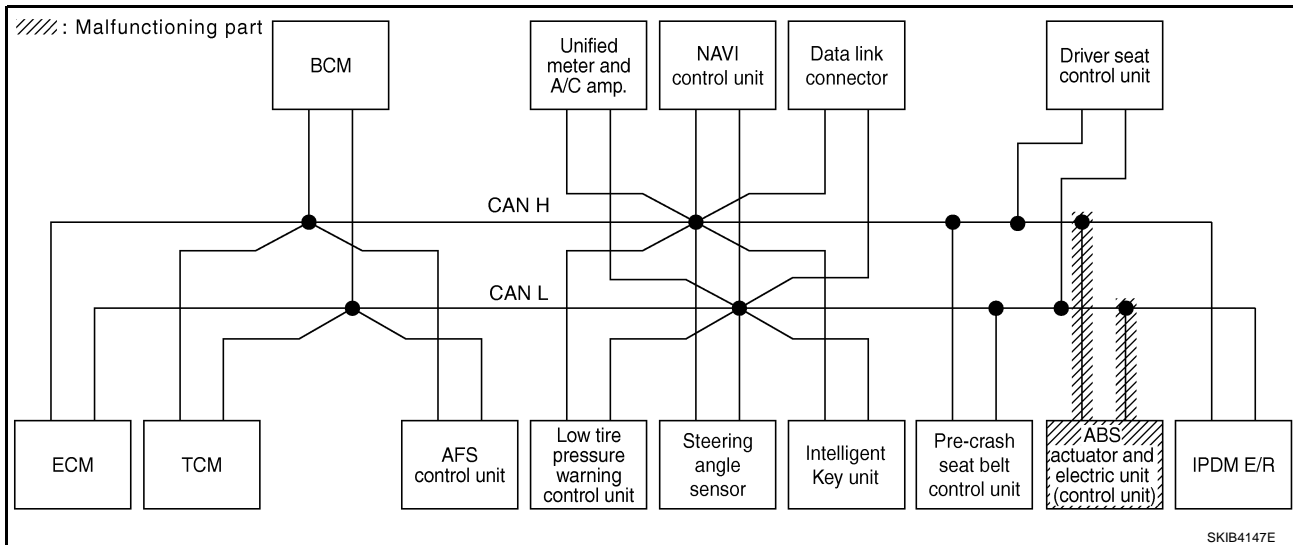 : Malfunctioning part
BCM
Unified
meter and
A/C amp.
NAVI
control unit
Data link
connector
Driver seat
control unit
CAN H
CAN L
ECM
TCM
AFS
control unit
Low tire
pressure
warning
control unit
Steering
angle
sensor
Intelligent
Key unit
Pre-crash
seat belt
control unit
ABS
actuator and
electric unit
(control unit)
IPDM E/R
SKIB4147E